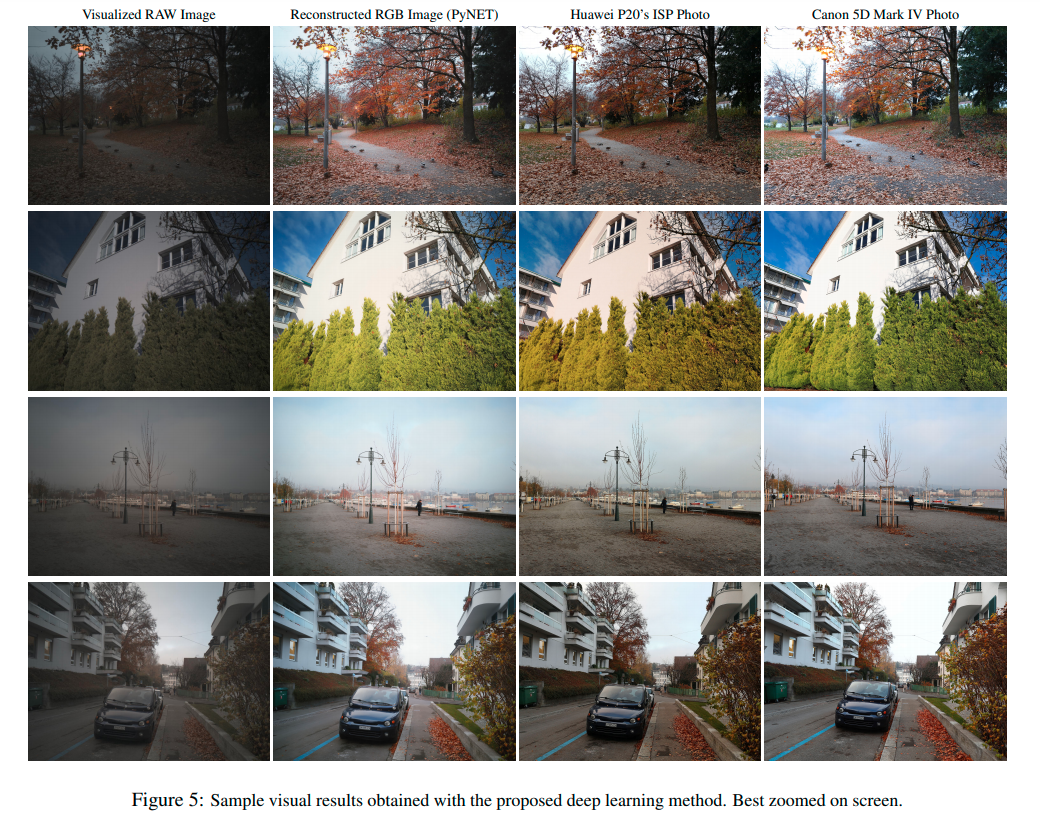 Visualized RAW Image
Reconstructed RGB Image (PyNET)
Huawei P20's ISP Photo
Canon 5D Mark IV Photo
Figure 5: Sample visual results obtained with the proposed deep learning method. Best zoomed on screen.